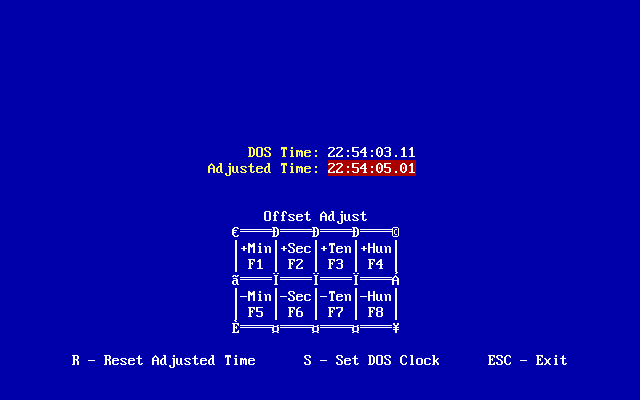 DOS Time: 22:54:03.11
Adjusted Time: 22:54:05.01
Offset Adjust
€════Ð════Ð════Ð════©
│+Min│+Sec│+Ten│+Hun│
│ F1 │ F2 │ F3 │ F4 │
ã════Ï════Ï════Ï════À
│-Min│-Sec│-Ten│-Hun│
│ F5 │ F6 │ F7 │ F8 │
È════¤════¤════¤════¥
R - Reset Adjusted Time S - Set DOS Clock ESC - Exit